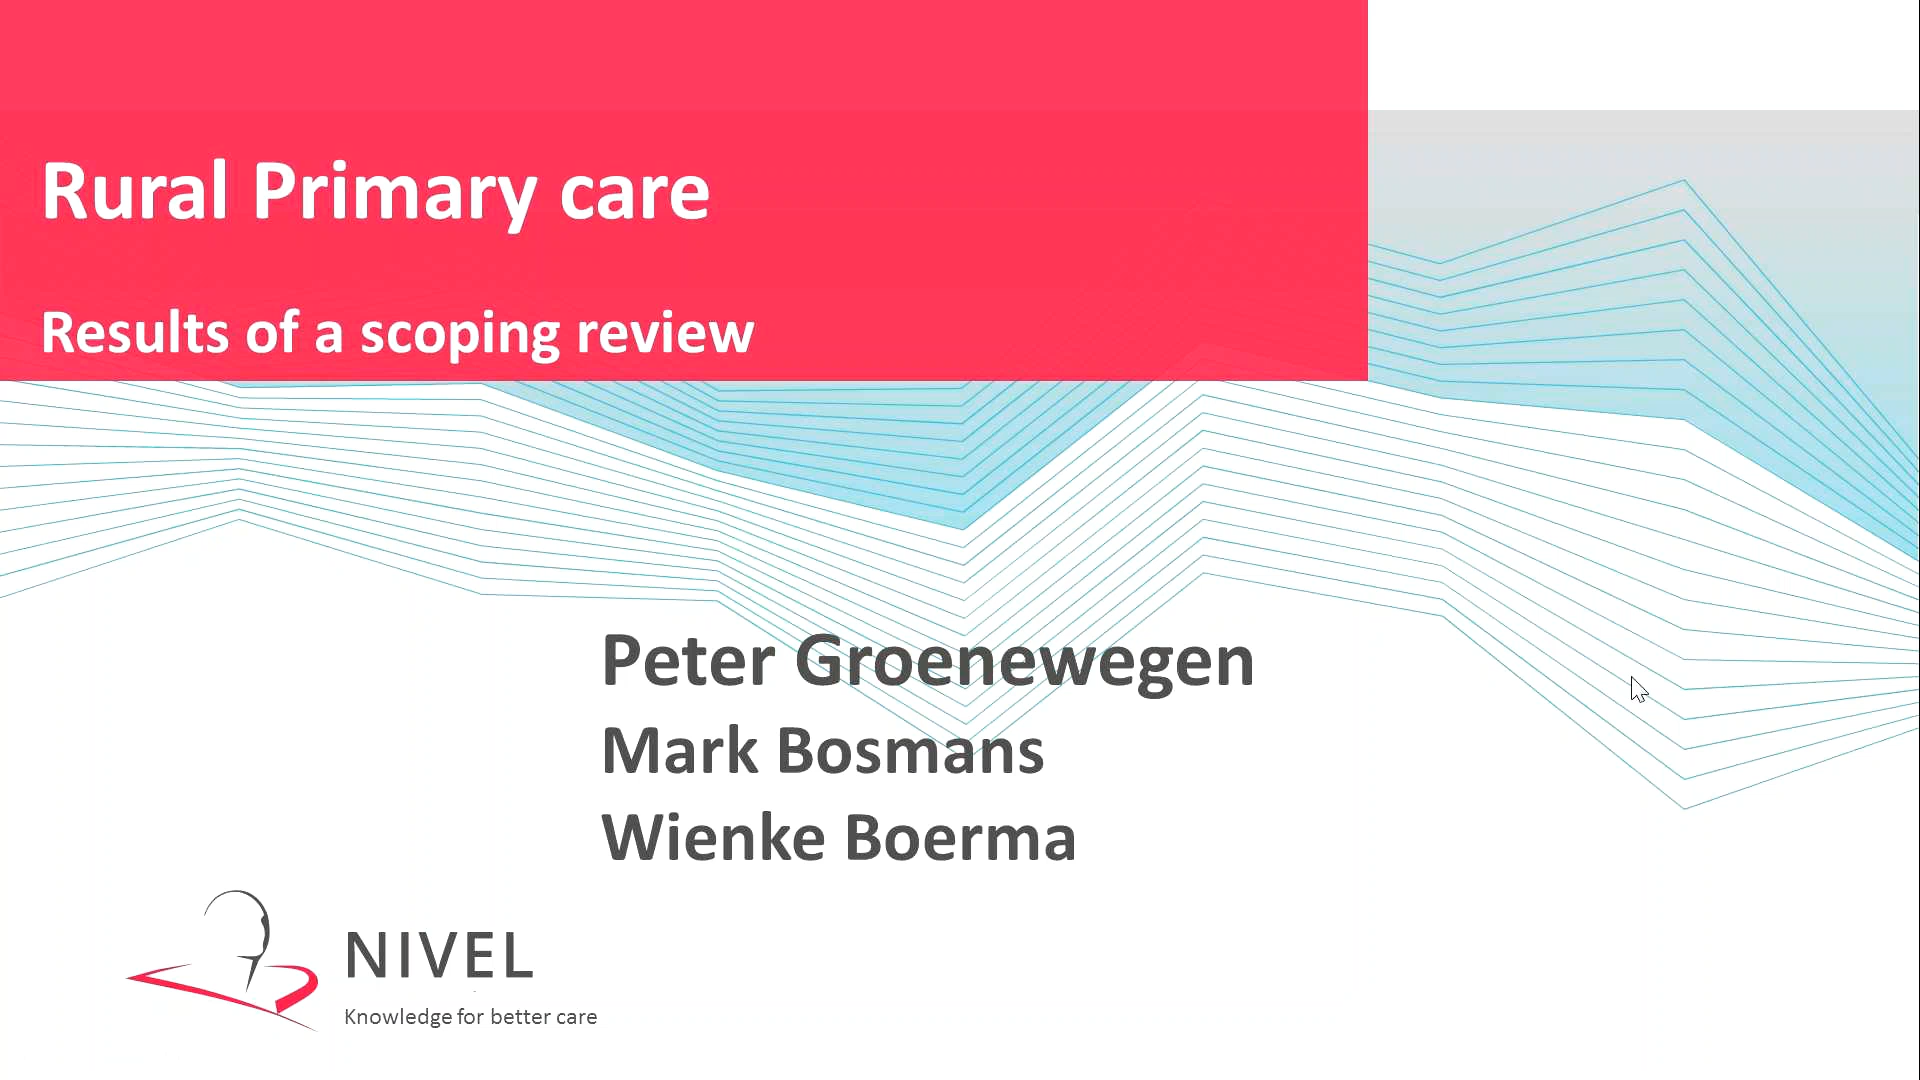 Rural Primary care
Results of a scoping review
Peter Groenewegen
Mark Bosmans
Wienke Boerma
NIVEL
Knowledge for better care